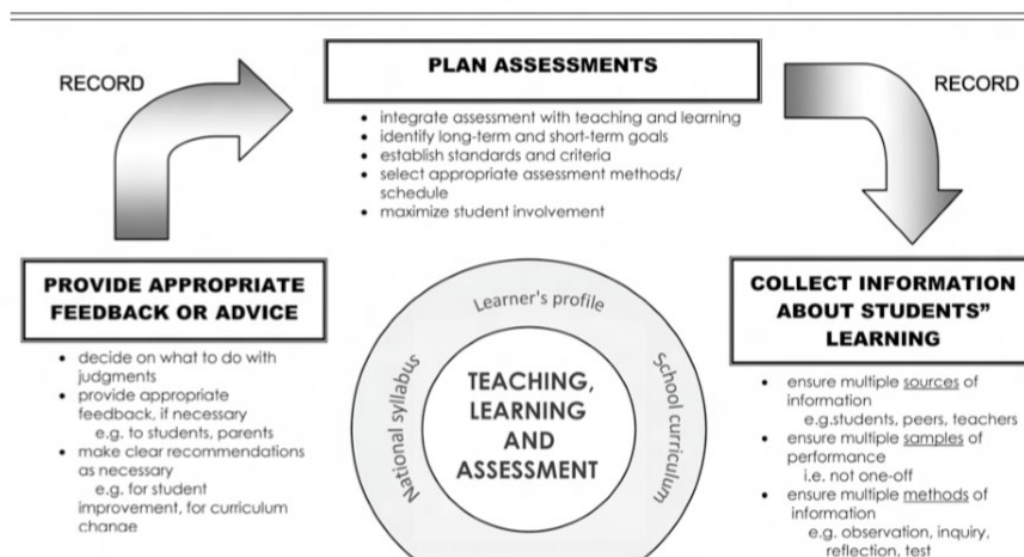 RECORD
PLAN ASSESSMENTS
RECORD
• integrate assessment with teaching and learning
• identify long-term and short-term goals
• establish standards and criteria
• select appropriate assessment methods/
schedule
• maximize student involvement
PROVIDE APPROPRIATE
FEEDBACK OR ADVICE
• decide on what to do with
judgments
• provide appropriate
feedback, if necessary
e.g. to students, parents
• make clear recommendations
as necessary
e.g. for student
improvement, for curriculum
change
Learner's profile
National syllabus
School curriculum
TEACHING,
LEARNING
AND
ASSESSMENT
COLLECT INFORMATION
ABOUT STUDENTS”
LEARNING
• ensure multiple sources of
information
e.g.students, peers, teachers
• ensure multiple samples of
performance
i.e. not one-off
• ensure multiple methods of
information
e.g. observation, inquiry,
reflection, test